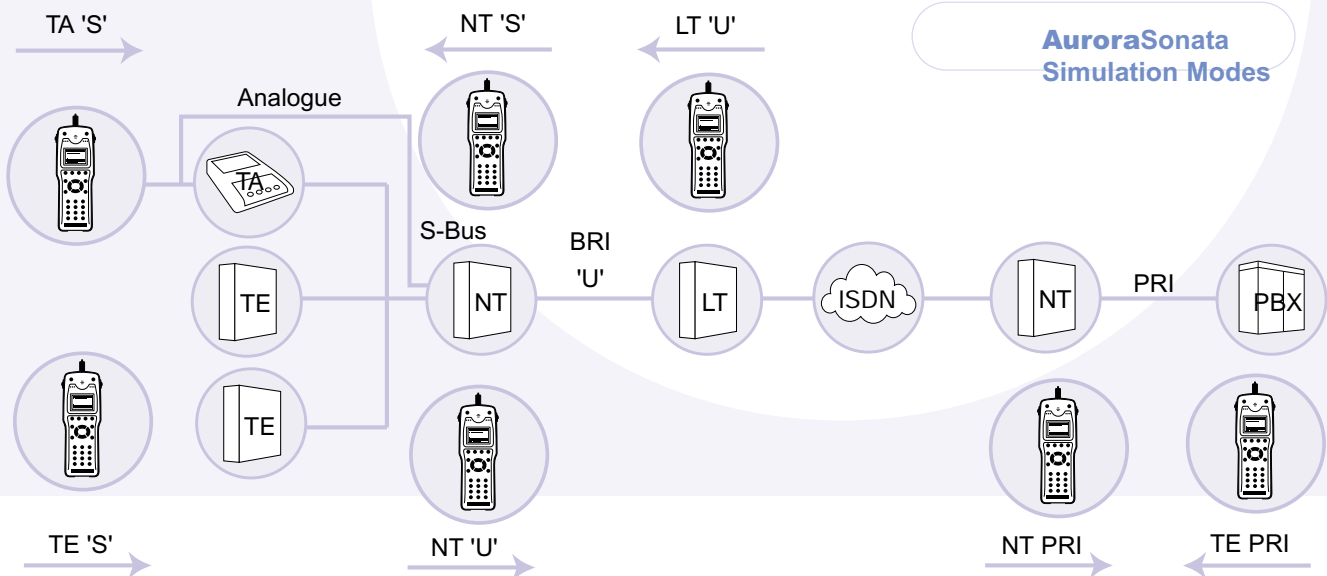 TA 'S'
NT 'S'
LT 'U'
AuroraSonata
Simulation Modes
Analogue
TA
S-Bus
BRI
'U'
TE
NT
LT
ISDN
NT
PRI
PBX
TE
TE 'S'
NT 'U'
NT PRI
TE PRI